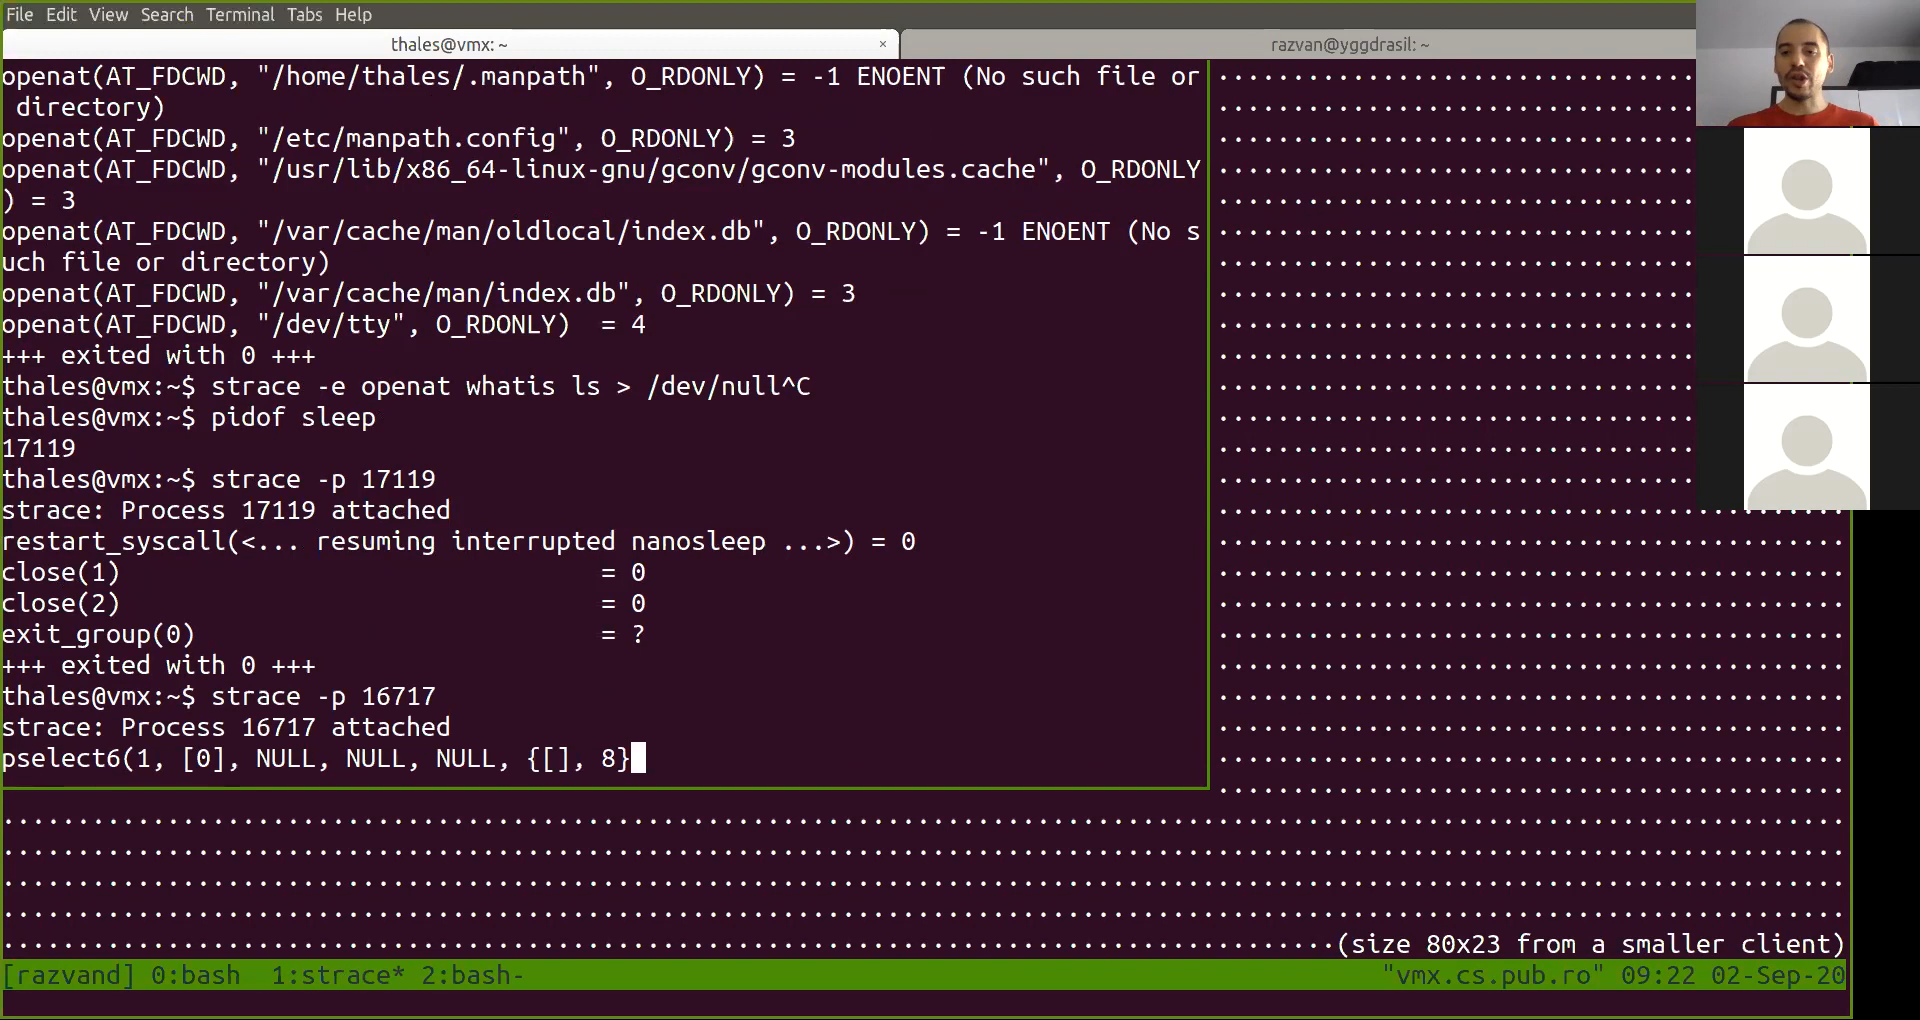 File Edit View Search Terminal Tabs Help
thales@vmx: ~ × razvan@yggdrasil: ~
openat(AT_FDCWD, "/home/thales/.manpath", O_RDONLY) = -1 ENOENT (No such file or
 directory)
openat(AT_FDCWD, "/etc/manpath.config", O_RDONLY) = 3
openat(AT_FDCWD, "/usr/lib/x86_64-linux-gnu/gconv/gconv-modules.cache", O_RDONLY
) = 3
openat(AT_FDCWD, "/var/cache/man/oldlocal/index.db", O_RDONLY) = -1 ENOENT (No s
uch file or directory)
openat(AT_FDCWD, "/var/cache/man/index.db", O_RDONLY) = 3
openat(AT_FDCWD, "/dev/tty", O_RDONLY)  = 4
+++ exited with 0 +++
thales@vmx:~$ strace -e openat whatis ls > /dev/null^C
thales@vmx:~$ pidof sleep
17119
thales@vmx:~$ strace -p 17119
strace: Process 17119 attached
restart_syscall(<... resuming interrupted nanosleep ...>) = 0
close(1)                                = 0
close(2)                                = 0
exit_group(0)                           = ?
+++ exited with 0 +++
thales@vmx:~$ strace -p 16717
strace: Process 16717 attached
pselect6(1, [0], NULL, NULL, NULL, {[], 8}
(size 80x23 from a smaller client)
[razvand] 0:bash  1:strace* 2:bash- "vmx.cs.pub.ro" 09:22 02-Sep-20